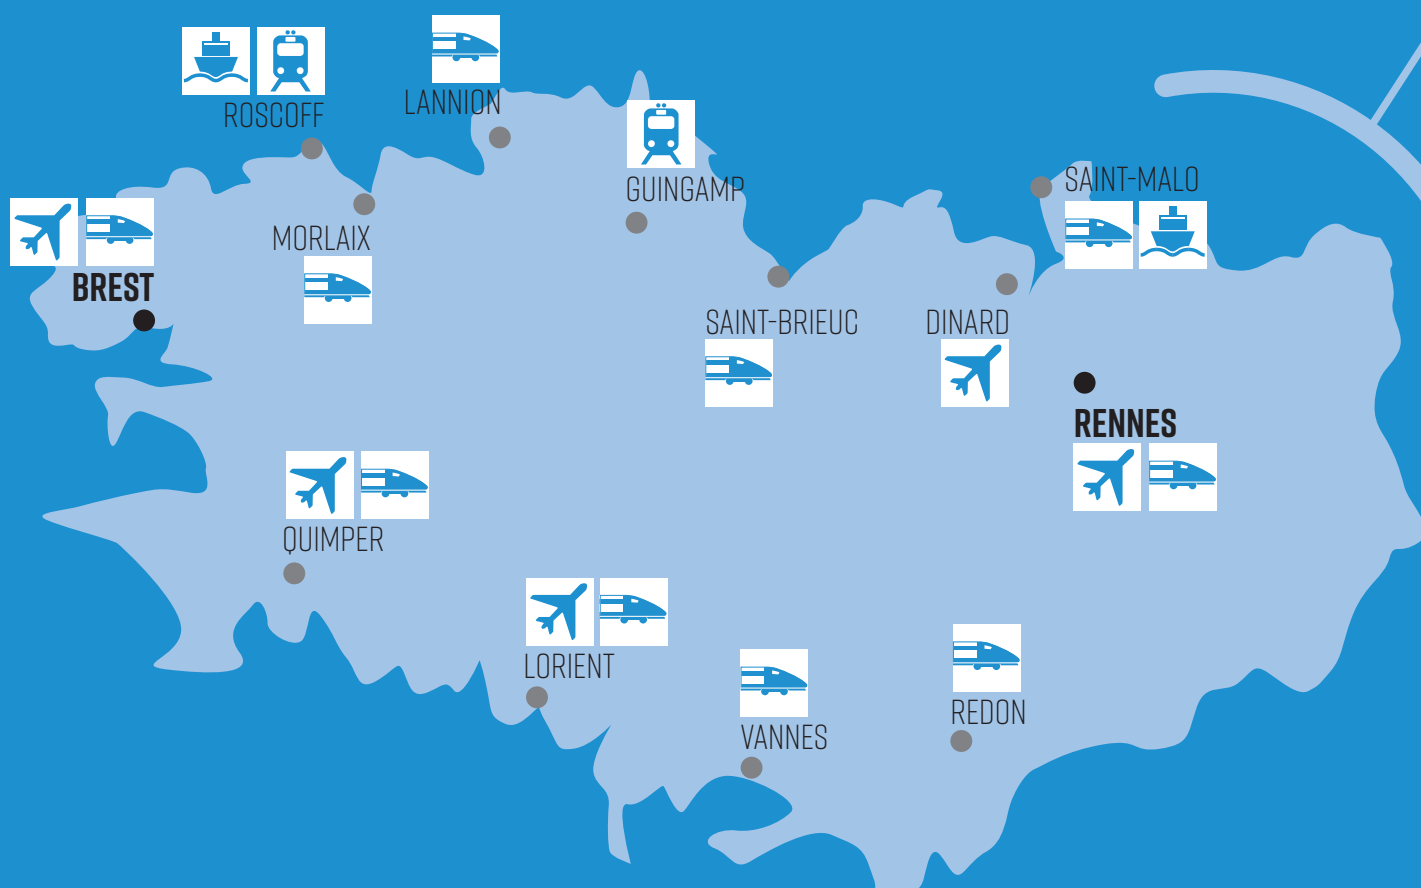 LANNION
ROSCOFF
GUINGAMP
SAINT-MALO
MORLAIX
BREST
SAINT-BRIEUC
DINARD
RENNES
QUIMPER
LORIENT
VANNES
REDON